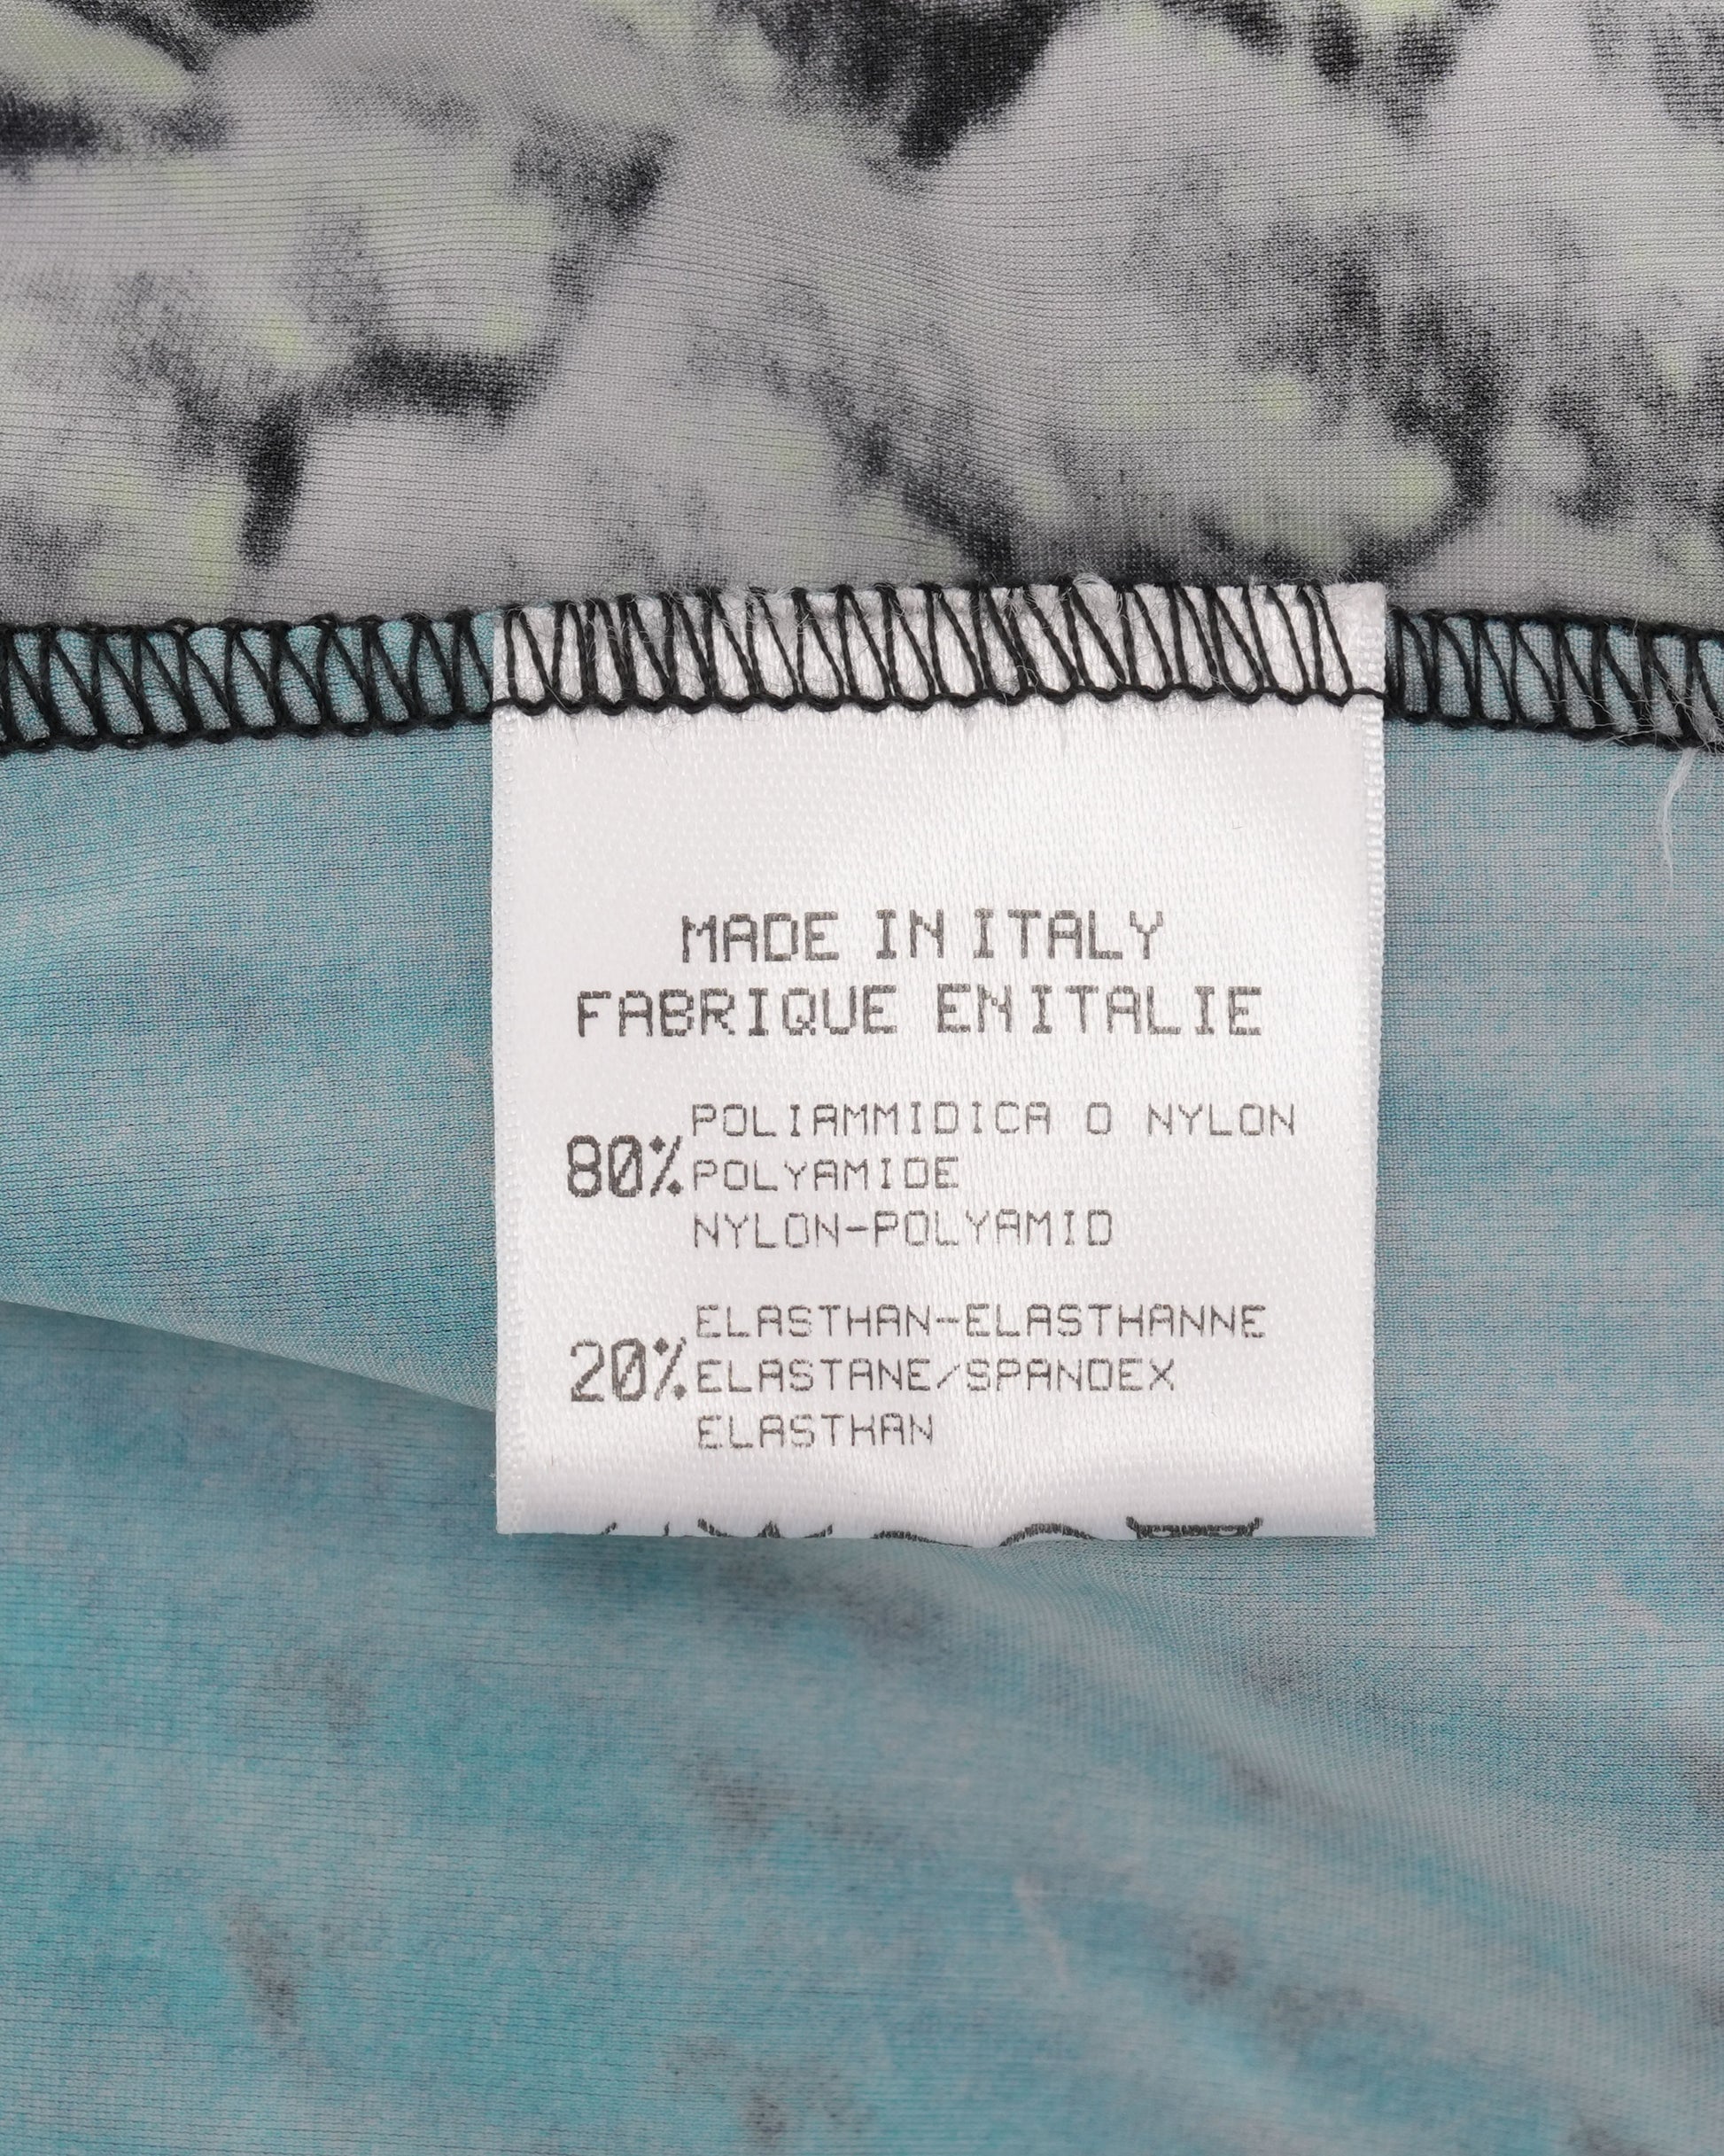 MADE IN ITALY
FABRIQUE EN ITALIE
80%
POLIAMMIDICA O NYLON
POLYAMIDE
NYLON-POLYAMID
20%
ELASTHAN-ELASTHANNE
ELASTANE/SPANDEX
ELASTHAN